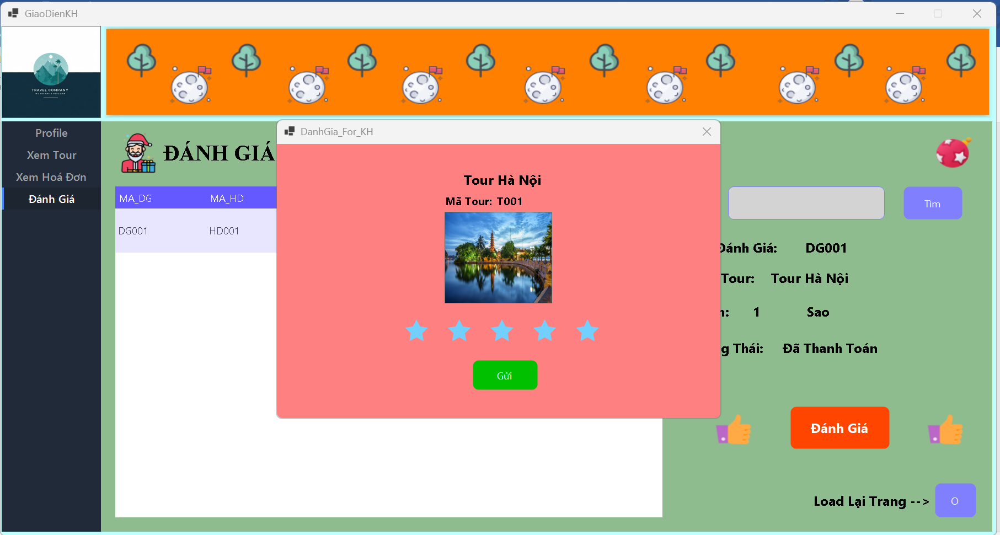 GiaoDienKH
TRAVEL COMPANY
Profile
Xem Tour
Xem Hoá Đơn
Đánh Giá
ĐÁNH GIÁ
MA_DG MA_HD
DG001 HD001
DanhGia_For_KH
Tour Hà Nội
Mã Tour: T001
Gửi
Tìm
Đánh Giá: DG001
Tour: Tour Hà Nội
1 Sao
g Thái: Đã Thanh Toán
Đánh Giá
Load Lại Trang --> O